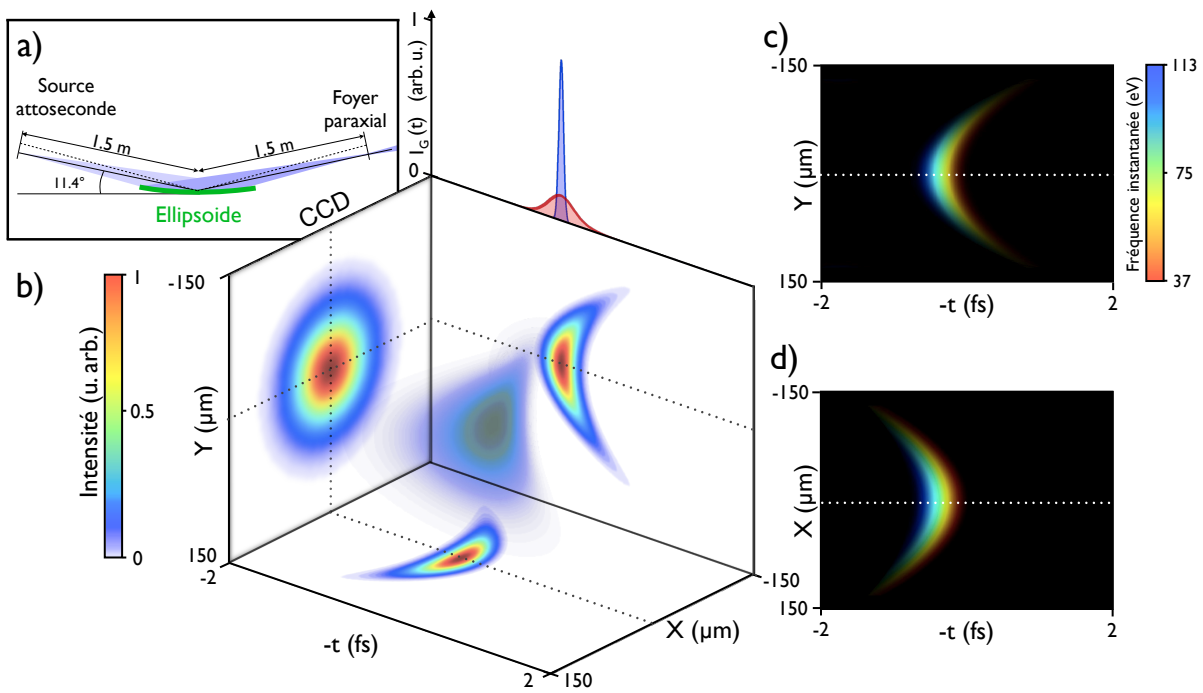 a)
Source
attoseconde
Foyer
paraxial
1.5 m
1.5 m
11.4°
Ellipsoide
1
I_G (t) (arb. u.)
0
b)
Intensité (u. arb.)
1
0.5
0
CCD
-150
Y (µm)
150
-2
-t (fs)
2
150
X (µm)
-150
c)
-150
Y (µm)
150
-2
-t (fs)
2
Fréquence instantanée (eV)
113
75
37
d)
-150
X (µm)
150
-2
-t (fs)
2